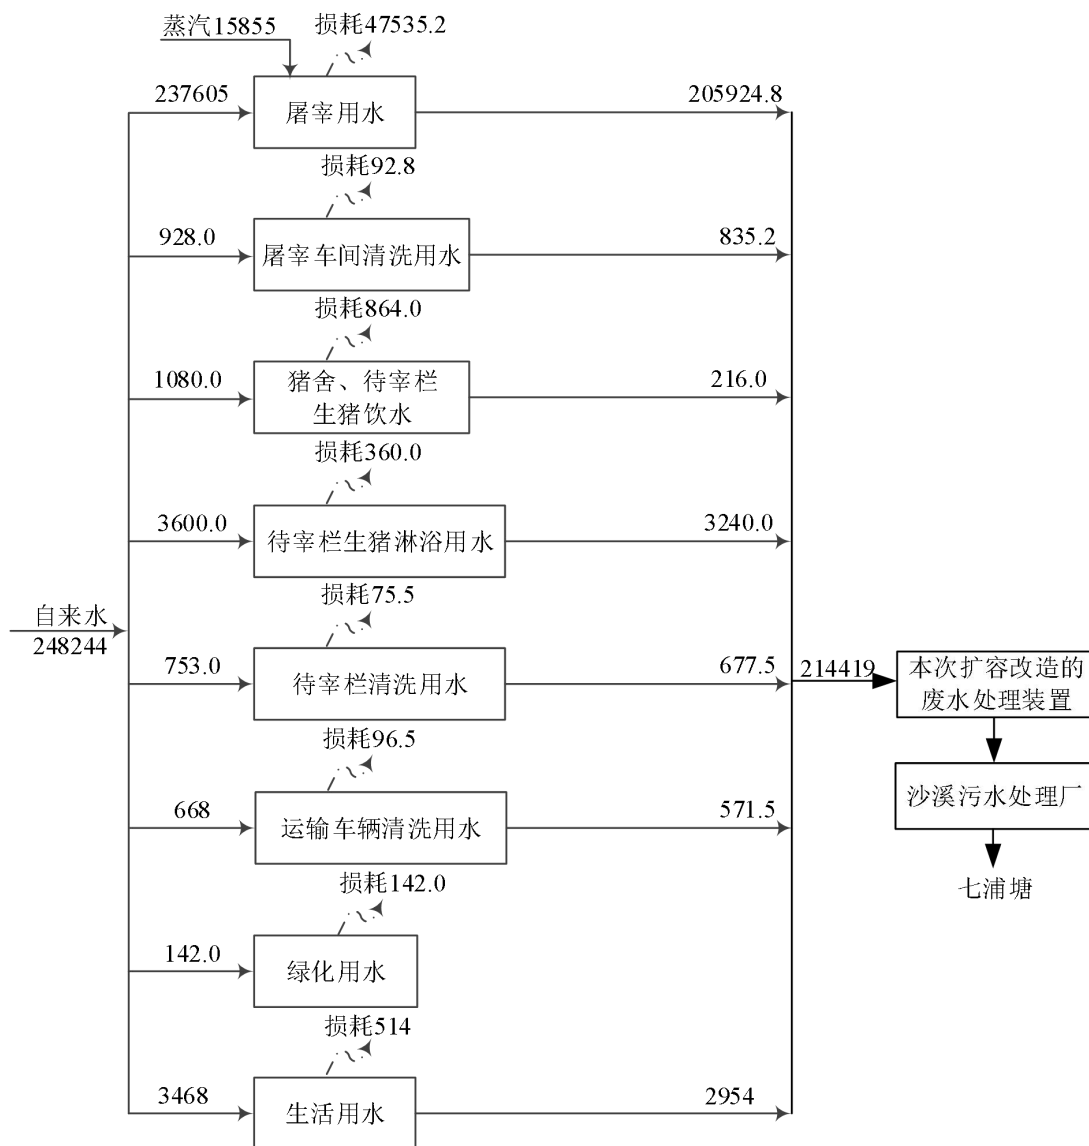 蒸汽15855
损耗47535.2
237605
屠宰用水
205924.8
损耗92.8
928.0
屠宰车间清洗用水
835.2
损耗864.0
1080.0
猪舍、待宰栏
生猪饮水
216.0
损耗360.0
3600.0
待宰栏生猪淋浴用水
3240.0
损耗75.5
自来水
248244
753.0
待宰栏清洗用水
677.5
214419
本次扩容改造的
废水处理装置
损耗96.5
668
运输车辆清洗用水
571.5
沙溪污水处理厂
七浦塘
损耗142.0
142.0
绿化用水
损耗514
3468
生活用水
2954